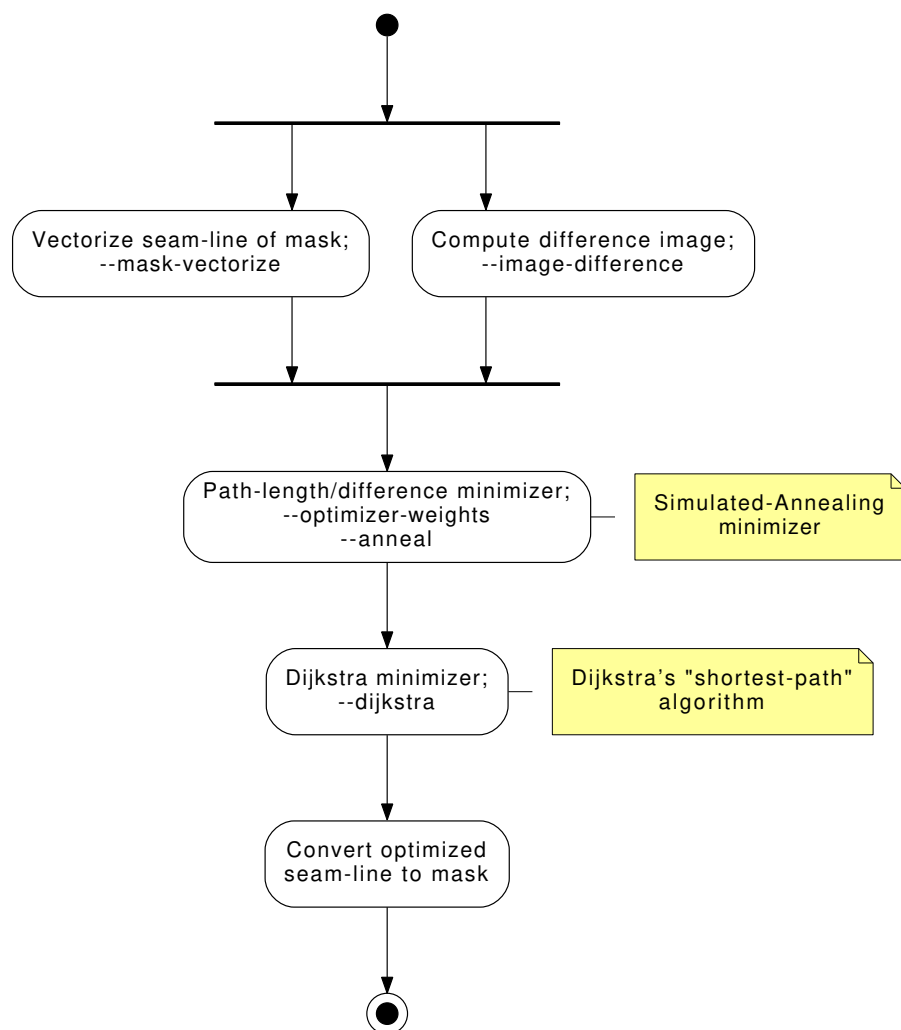 Vectorize seam-line of mask;
--mask-vectorize
Compute difference image;
--image-difference
Path-length/difference minimizer;
--optimizer-weights
--anneal
Simulated-Annealing
minimizer
Dijkstra minimizer;
--dijkstra
Dijkstra's "shortest-path"
algorithm
Convert optimized
seam-line to mask